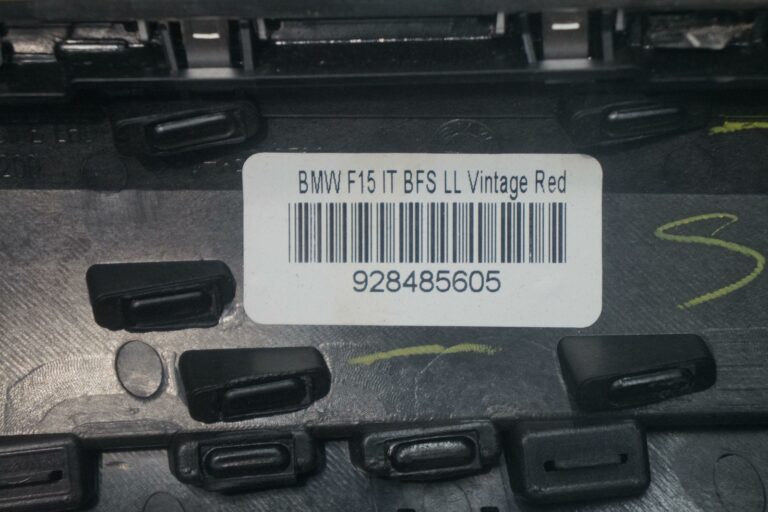 BMW F15 IT BFS LL Vintage Red
928485605
S